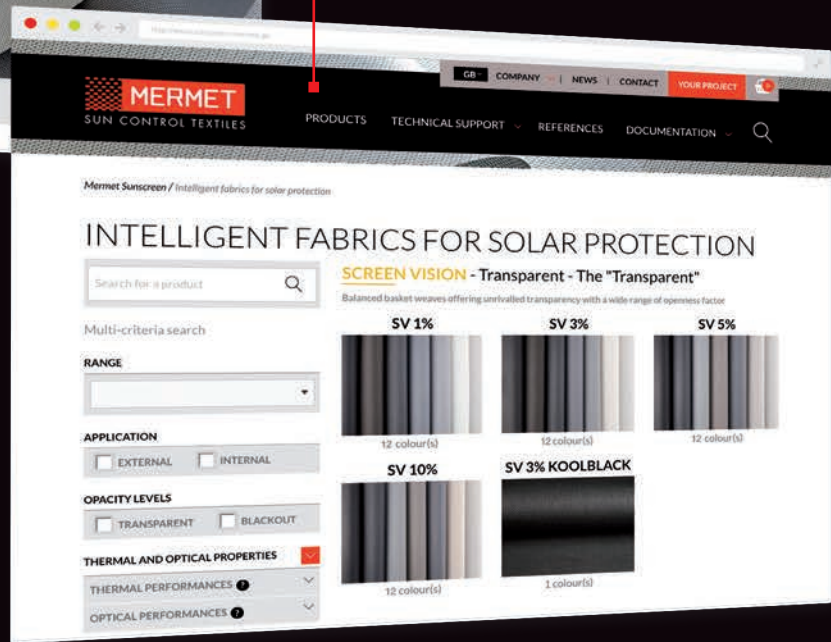 GB COMPANY | NEWS | CONTACT YOUR PROJECT
MERMET
SUN CONTROL TEXTILES
PRODUCTS TECHNICAL SUPPORT REFERENCES DOCUMENTATION
Mermet Sunscreen / Intelligent fabrics for solar protection
INTELLIGENT FABRICS FOR SOLAR PROTECTION
Search for a product
Multi-criteria search
RANGE
APPLICATION
EXTERNAL INTERNAL
OPACITY LEVELS
TRANSPARENT BLACKOUT
THERMAL AND OPTICAL PROPERTIES
THERMAL PERFORMANCES ?
OPTICAL PERFORMANCES ?
SCREEN VISION - Transparent - The "Transparent"
Balanced basket weaves offering unrivalled transparency with a wide range of openness factor
SV 1% SV 3% SV 5%
12 colour(s) 12 colour(s) 12 colour(s)
SV 10% SV 3% KOOLBLACK
12 colour(s) 1 colour(s)